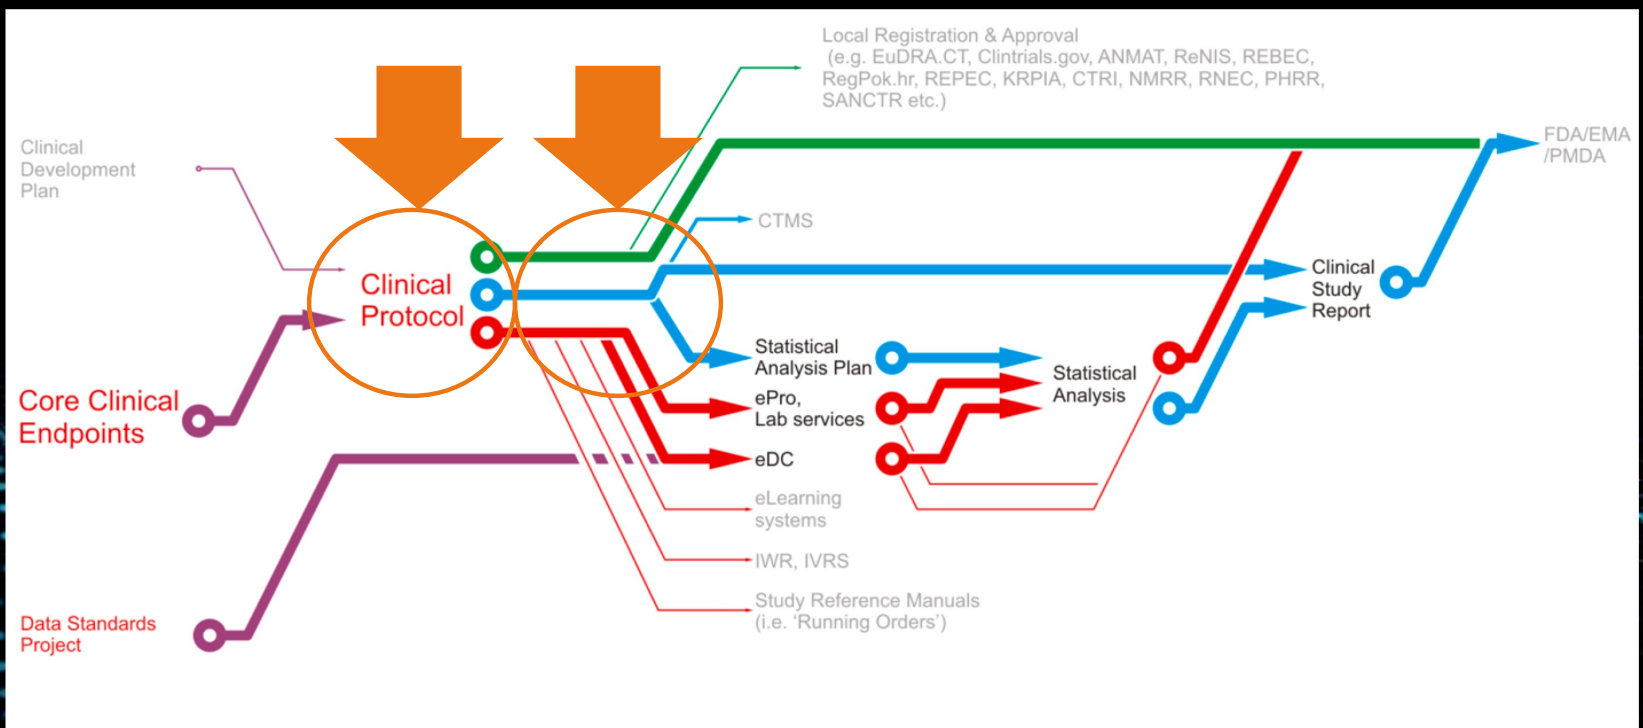 Local Registration & Approval
(e.g. EuDRA.CT, Clintrials.gov, ANMAT, ReNIS, REBEC,
RegPok.hr, REPEC, KRPIA, CTRI, NMRR, RNEC, PHRR,
SANCTR etc.)
Clinical
Development
Plan
FDA/EMA
/PMDA
CTMS
Clinical
Protocol
Clinical
Study
Report
Statistical
Analysis Plan
Statistical
Analysis
ePro,
Lab services
Core Clinical
Endpoints
eDC
eLearning
systems
IWR, IVRS
Study Reference Manuals
(i.e. ‘Running Orders’)
Data Standards
Project